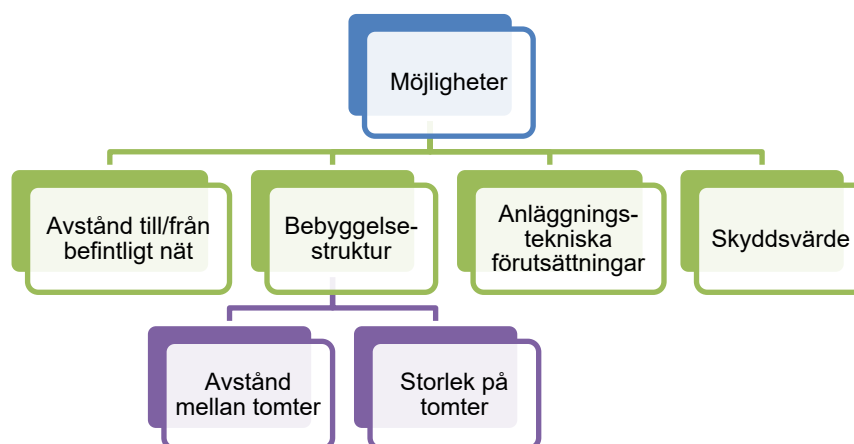 Möjligheter
Avstånd till/från
befintligt nät
Bebyggelse-
struktur
Anläggnings-
tekniska
förutsättningar
Skyddsvärde
Avstånd
mellan tomter
Storlek på
tomter